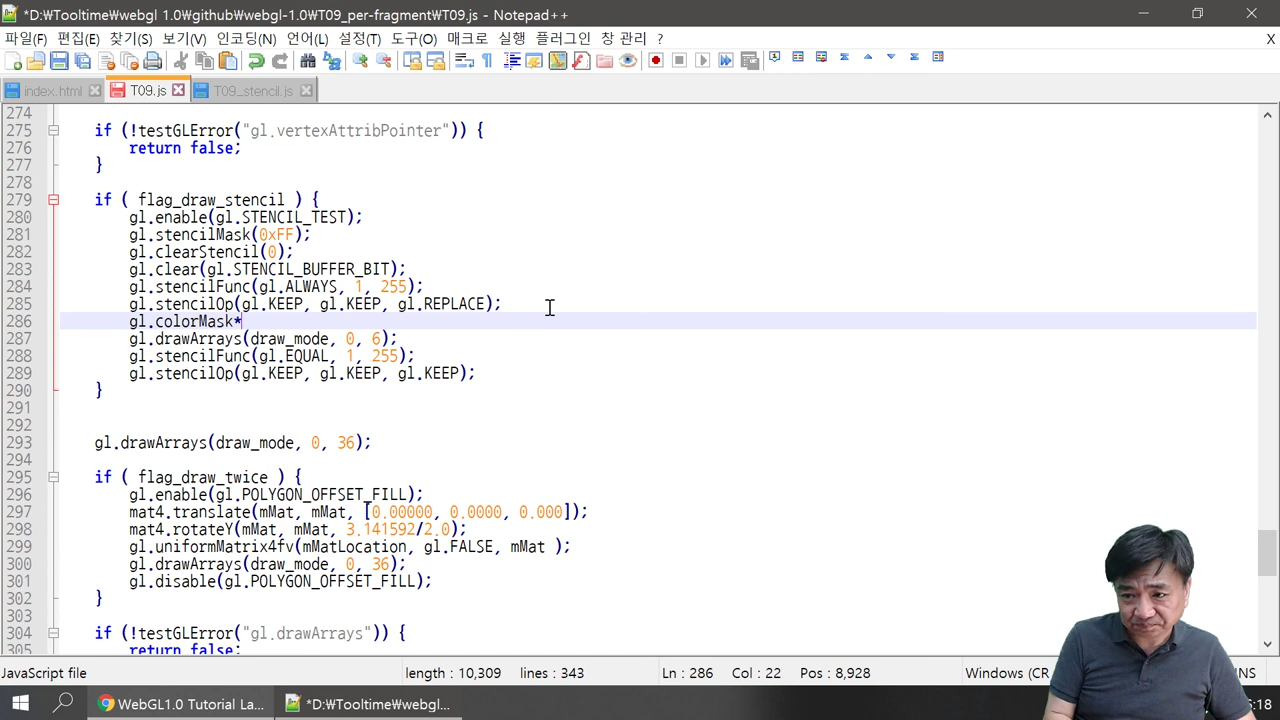 *D:\Tooltime\webgl 1.0\github\webgl-1.0\T09_per-fragment\T09.js - Notepad++
파일(F) 편집(E) 찾기(S) 보기(V) 인코딩(N) 언어(L) 설정(T) 도구(O) 매크로 실행 플러그인 창 관리 ? X
index.html T09.js T09_stencil.js
274
275 if (!testGLError("gl.vertexAttribPointer")) {
276 return false;
277 }
278
279 if ( flag_draw_stencil ) {
280 gl.enable(gl.STENCIL_TEST);
281 gl.stencilMask(0xFF);
282 gl.clearStencil(0);
283 gl.clear(gl.STENCIL_BUFFER_BIT);
284 gl.stencilFunc(gl.ALWAYS, 1, 255);
285 gl.stencilOp(gl.KEEP, gl.KEEP, gl.REPLACE);
286 gl.colorMask*
287 gl.drawArrays(draw_mode, 0, 6);
288 gl.stencilFunc(gl.EQUAL, 1, 255);
289 gl.stencilOp(gl.KEEP, gl.KEEP, gl.KEEP);
290 }
291
292
293 gl.drawArrays(draw_mode, 0, 36);
294
295 if ( flag_draw_twice ) {
296 gl.enable(gl.POLYGON_OFFSET_FILL);
297 mat4.translate(mMat, mMat, [0.00000, 0.0000, 0.000]);
298 mat4.rotateY(mMat, mMat, 3.141592/2.0);
299 gl.uniformMatrix4fv(mMatLocation, gl.FALSE, mMat );
300 gl.drawArrays(draw_mode, 0, 36);
301 gl.disable(gl.POLYGON_OFFSET_FILL);
302 }
303
304 if (!testGLError("gl.drawArrays")) {
305 return false;
JavaScript file length : 10,309 lines : 343 Ln : 286 Col : 22 Pos : 8,928 Windows (CR NS
WebGL1.0 Tutorial La... *D:\Tooltime\webgl... :18